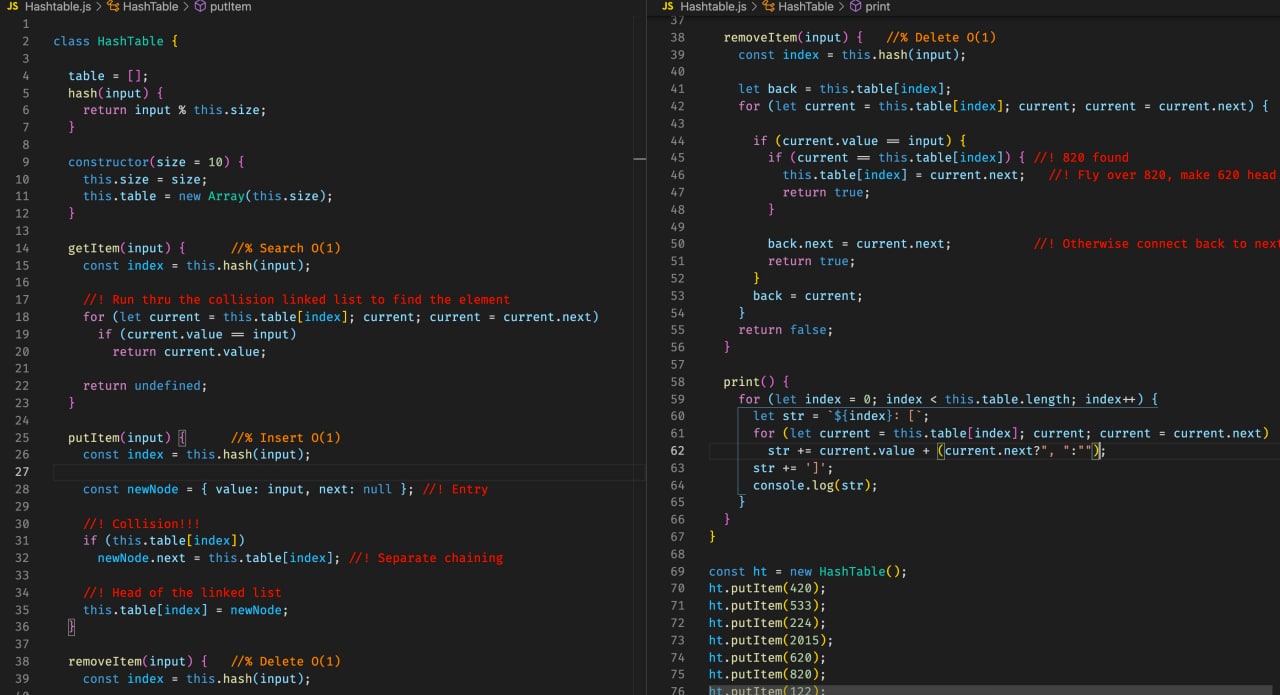 JS Hashtable.js > HashTable > putItem
1
2 class HashTable {
3
4 table = [];
5 hash(input) {
6 return input % this.size;
7 }
8
9 constructor(size = 10) {
10 this.size = size;
11 this.table = new Array(this.size);
12 }
13
14 getItem(input) { //% Search O(1)
15 const index = this.hash(input);
16
17 //! Run thru the collision linked list to find the element
18 for (let current = this.table[index]; current; current = current.next)
19 if (current.value == input)
20 return current.value;
21
22 return undefined;
23 }
24
25 putItem(input) { //% Insert O(1)
26 const index = this.hash(input);
27
28 const newNode = { value: input, next: null }; //! Entry
29
30 //! Collision!!!
31 if (this.table[index])
32 newNode.next = this.table[index]; //! Separate chaining
33
34 //! Head of the linked list
35 this.table[index] = newNode;
36 }
37
38 removeItem(input) { //% Delete O(1)
39 const index = this.hash(input);
40
JS Hashtable.js > HashTable > print
37
38 removeItem(input) { //% Delete O(1)
39 const index = this.hash(input);
40
41 let back = this.table[index];
42 for (let current = this.table[index]; current; current = current.next) {
43
44 if (current.value == input) {
45 if (current == this.table[index]) { //! 820 found
46 this.table[index] = current.next; //! Fly over 820, make 620 head
47 return true;
48 }
49
50 back.next = current.next; //! Otherwise connect back to next
51 return true;
52 }
53 back = current;
54 }
55 return false;
56 }
57
58 print() {
59 for (let index = 0; index < this.table.length; index++) {
60 let str = `${index}: [`;
61 for (let current = this.table[index]; current; current = current.next)
62 str += current.value + (current.next?", ":"");
63 str += ']';
64 console.log(str);
65 }
66 }
67 }
68
69 const ht = new HashTable();
70 ht.putItem(420);
71 ht.putItem(533);
72 ht.putItem(224);
73 ht.putItem(2015);
74 ht.putItem(620);
75 ht.putItem(820);
76 ht.putItem(122);